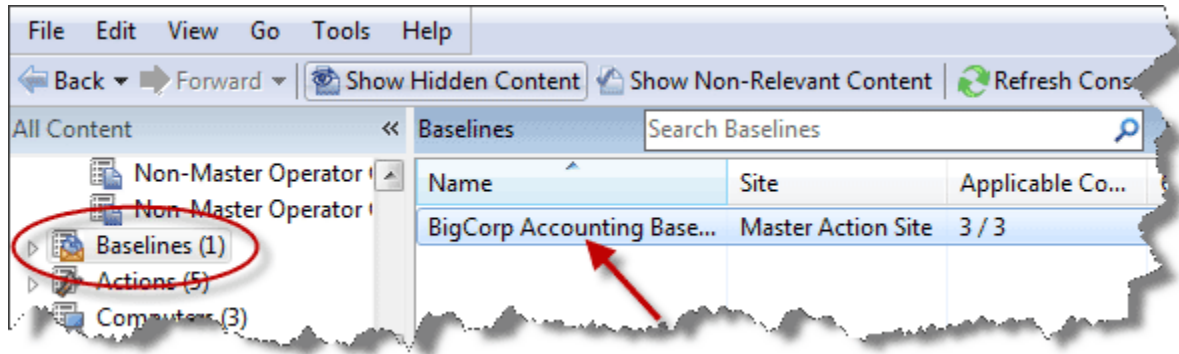 File Edit View Go Tools Help
Back Forward Show Hidden Content Show Non-Relevant Content Refresh Cons
All Content « Baselines Search Baselines
Non-Master Operator
Non-Master Operator
Name Site Applicable Co...
BigCorp Accounting Base... Master Action Site 3 / 3
Baselines (1)
Actions (5)
Computers (3)